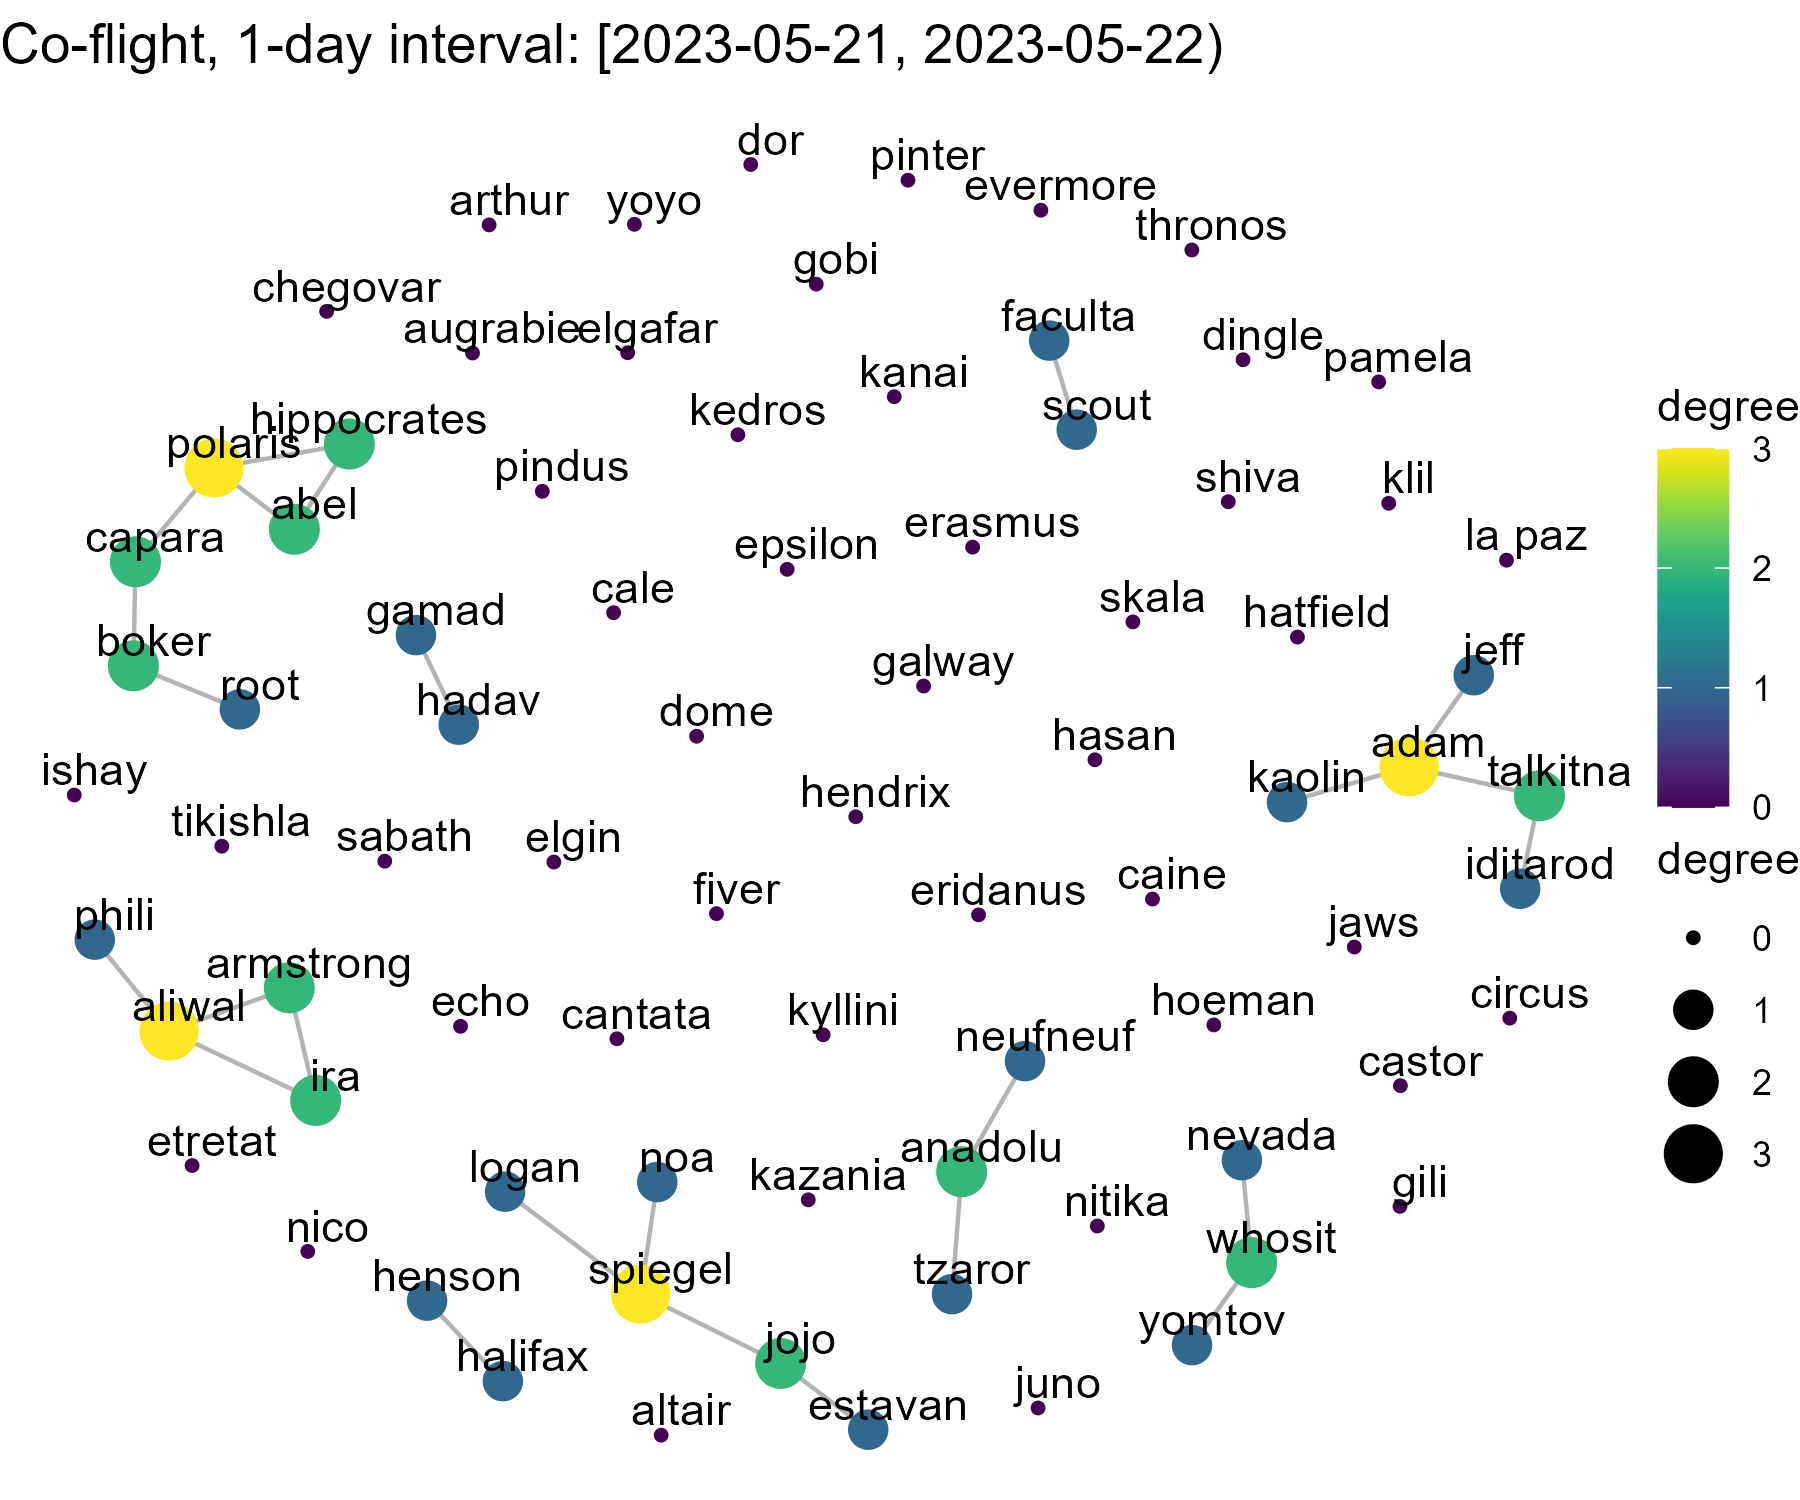 Co-flight, 1-day interval: [2023-05-21, 2023-05-22)
dor
pinter
evermore
arthur
yoyo
thronos
gobi
chegovar
augrabie
elgafar
faculta
dingle
pamela
kanai
kedros
scout
hippocrates
polaris
pindus
shiva
klil
abel
capara
erasmus
epsilon
la paz
cale
gamad
skala
hatfield
boker
jeff
galway
root
hadav
dome
hasan
adam
ishay
kaolin
talkitna
hendrix
tikishla
sabath
elgin
iditarod
fiver
eridanus
caine
phili
jaws
armstrong
aliwal
echo
cantata
kyllini
hoeman
circus
neufneuf
castor
ira
etretat
nevada
anadolu
logan
noa
kazania
nitika
gili
nico
whosit
henson
spiegel
tzaror
yomtov
jojo
halifax
juno
estavan
altair
degree
3
2
1
0
degree
0
1
2
3